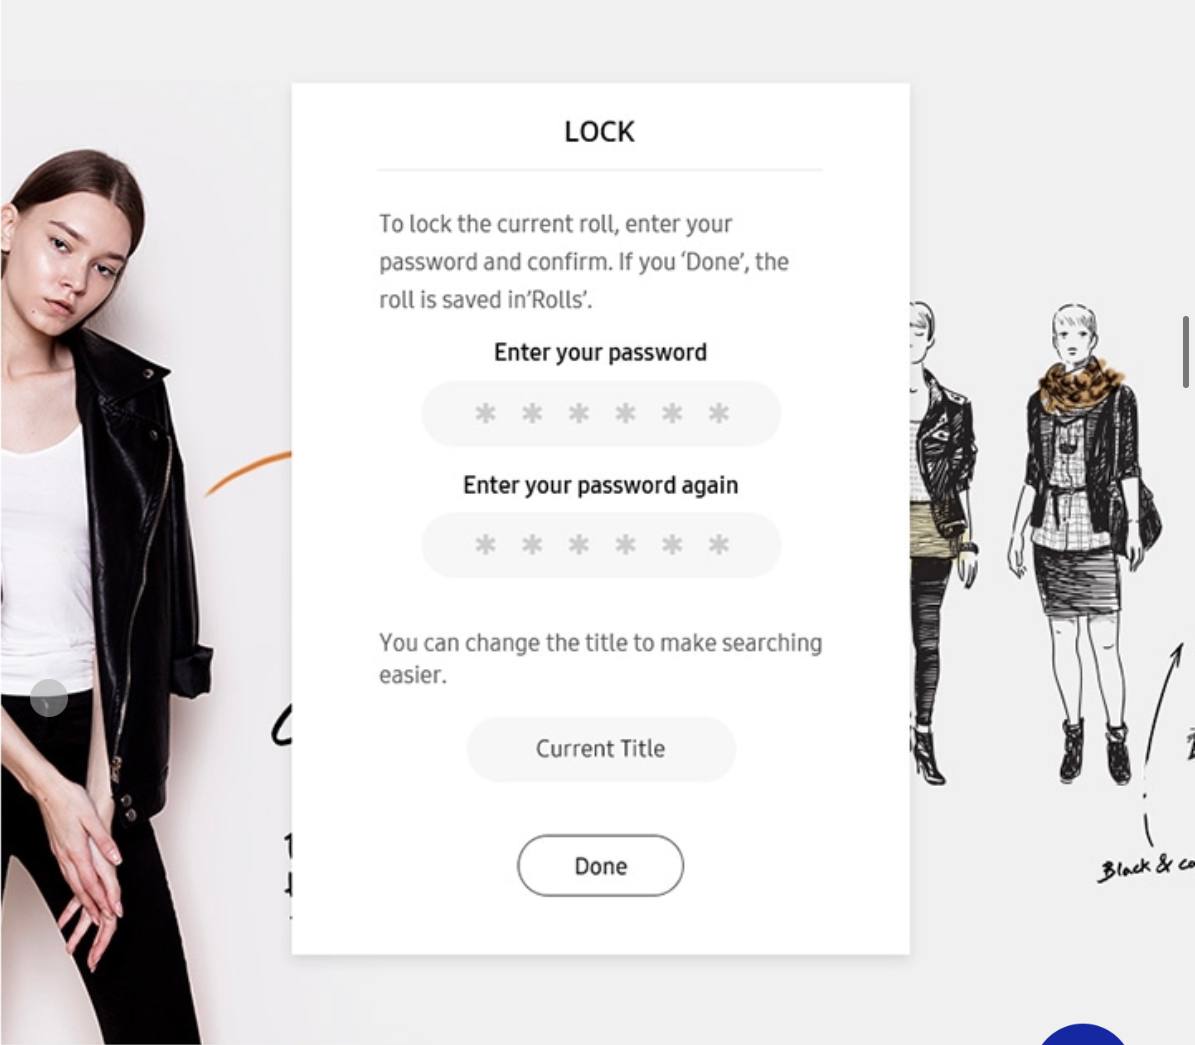 LOCK
To lock the current roll, enter your
password and confirm. If you ‘Done’, the
roll is saved in’Rolls’.
Enter your password
* * * * * *
Enter your password again
* * * * * *
You can change the title to make searching
easier.
Current Title
Done
Black &